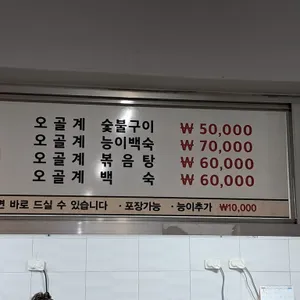 오골계 숯불구이 ₩ 50,000
오골계 능이백숙 ₩ 70,000
오골계 볶음탕 ₩ 60,000
오골계 백숙 ₩ 60,000
면 바로 드실 수 있습니다 · 포장가능 · 능이추가 ₩10,000